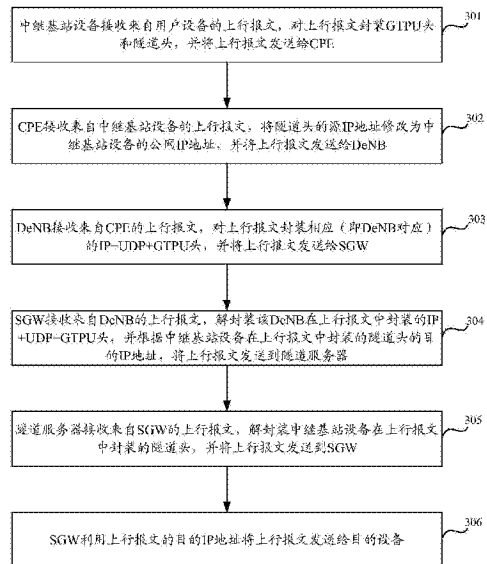 中继基站设备接收来自用户设备的上行报文，对上行报文封装GTPU头
和隧道头，并将上行报文发送给CPE
301
CPE接收来自中继基站设备的上行报文，将隧道头的源IP地址修改为中
继基站设备的公网IP地址，并将上行报文发送给DeNB
302
DeNB接收来自CPE的上行报文，对上行报文封装相应（即DeNB对应）
的IP+UDP+GTPU头，并将上行报文发送给SGW
303
SGW接收来自DeNB的上行报文，解封装该DeNB在上行报文中封装的IP
+UDP+GTPU头，并根据中继基站设备在上行报文中封装的隧道头的目
的IP地址，将上行报文发送到隧道服务器
304
隧道服务器接收来自SGW的上行报文，解封装中继基站设备在上行报文
中封装的隧道头，并将上行报文发送到SGW
305
SGW利用上行报文的目的IP地址将上行报文发送给目的设备
306